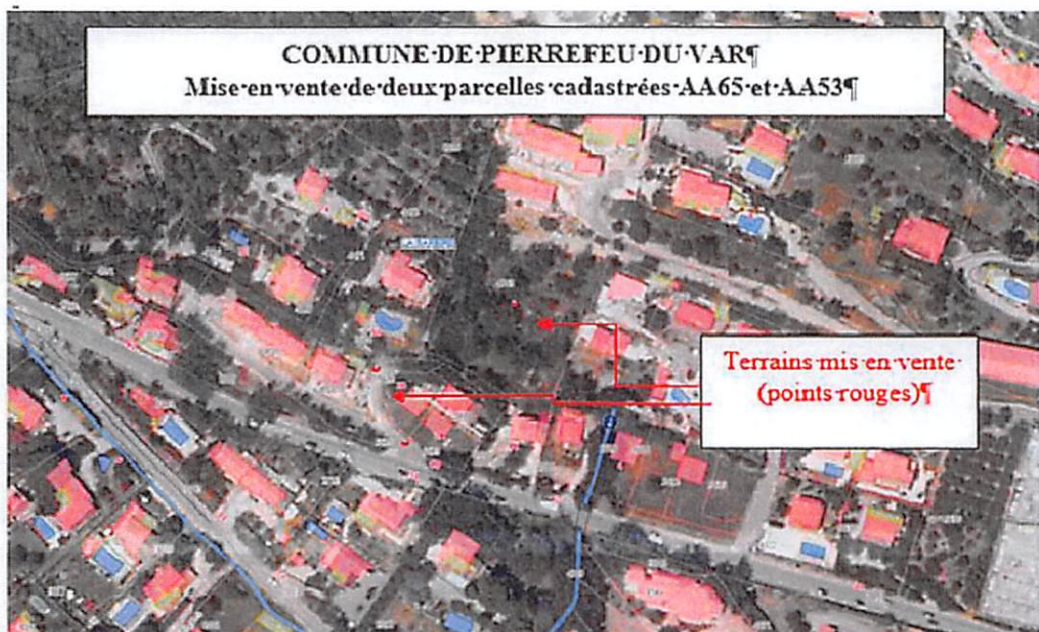 COMMUNE·DE·PIERREFEU·DU·VAR¶
Mise·en·vente·de·deux·parcelles·cadastrées·AA65·et·AA53¶
Terrains·mis·en·vente·
(points·rouges)¶